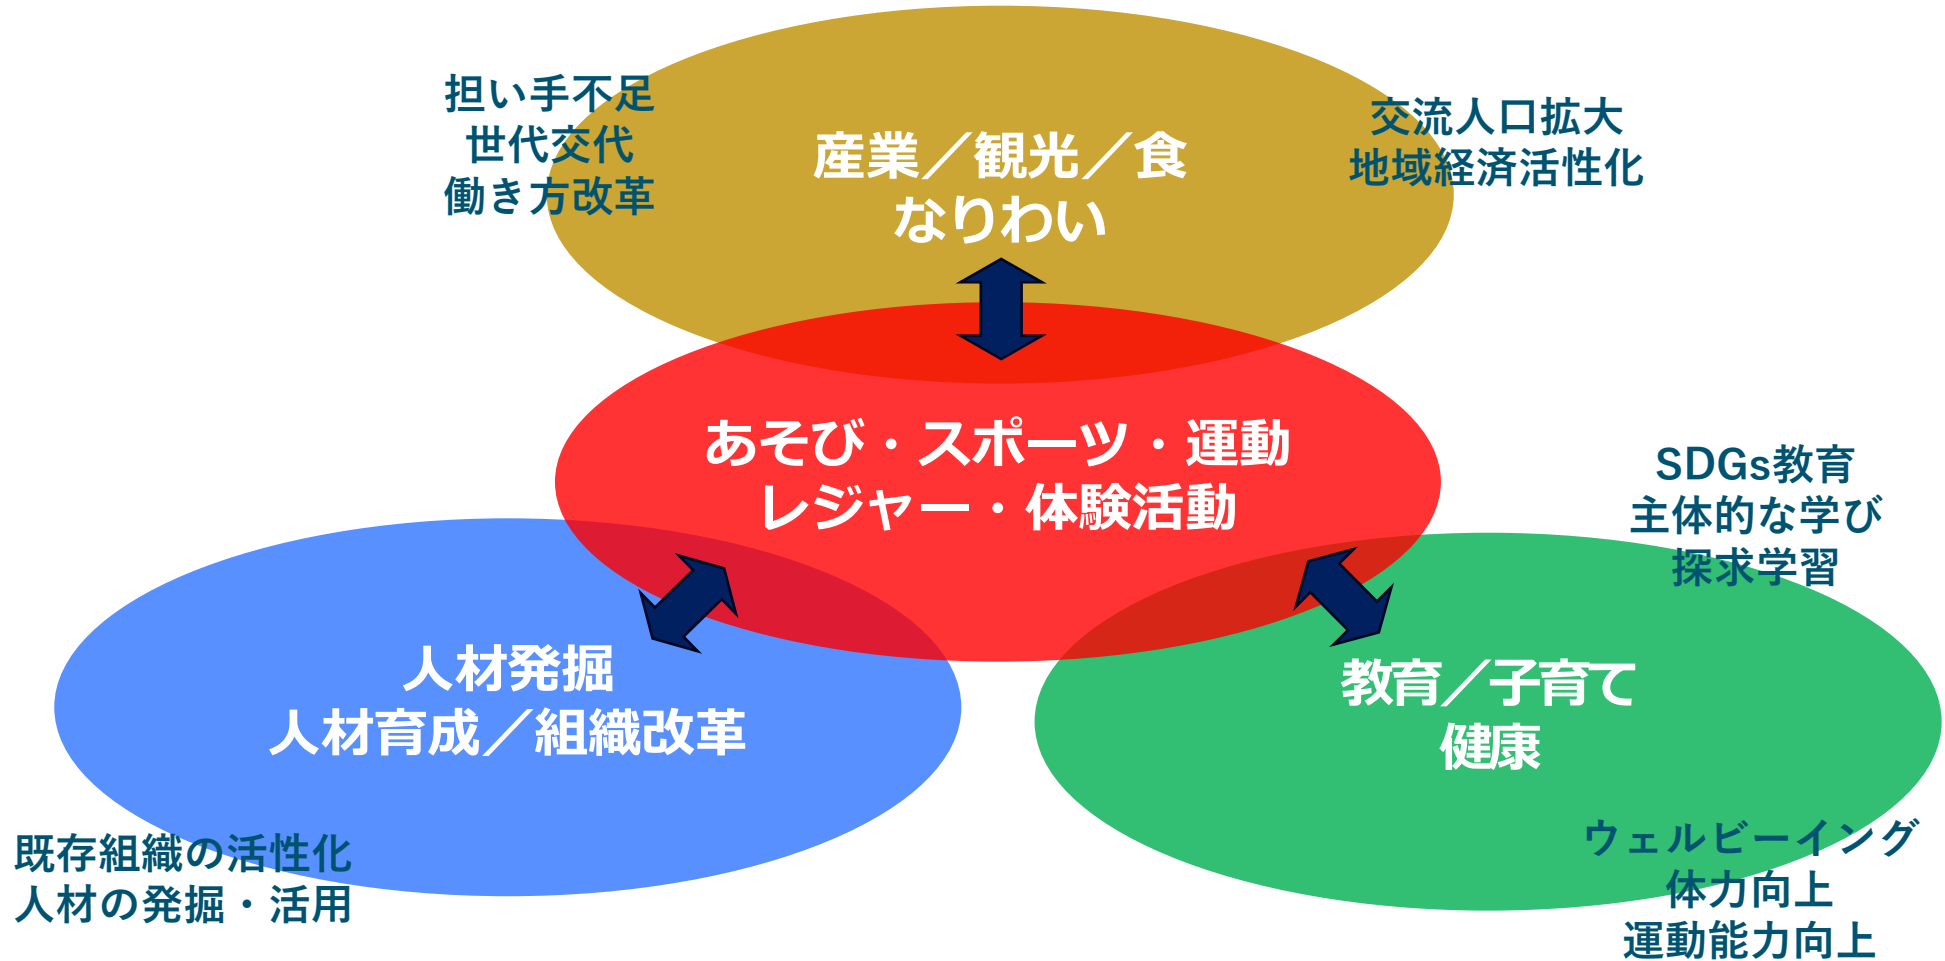 担い手不足
世代交代
働き方改革
産業／観光／食
なりわい
交流人口拡大
地域経済活性化
あそび・スポーツ・運動
レジャー・体験活動
SDGs教育
主体的な学び
探求学習
人材発掘
人材育成／組織改革
教育／子育て
健康
既存組織の活性化
人材の発掘・活用
ウェルビーイング
体力向上
運動能力向上